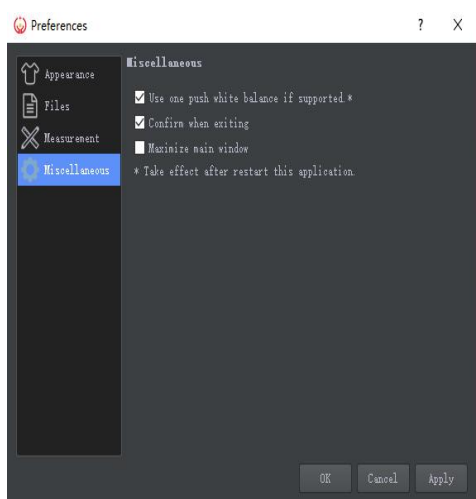 Preferences
?
X
Appearance
Files
Measurement
Miscellaneous
Miscellaneous
Use one push white balance if supported.*
Confirm when exiting
Maximize main window
* Take effect after restart this application.
OK
Cancel
Apply